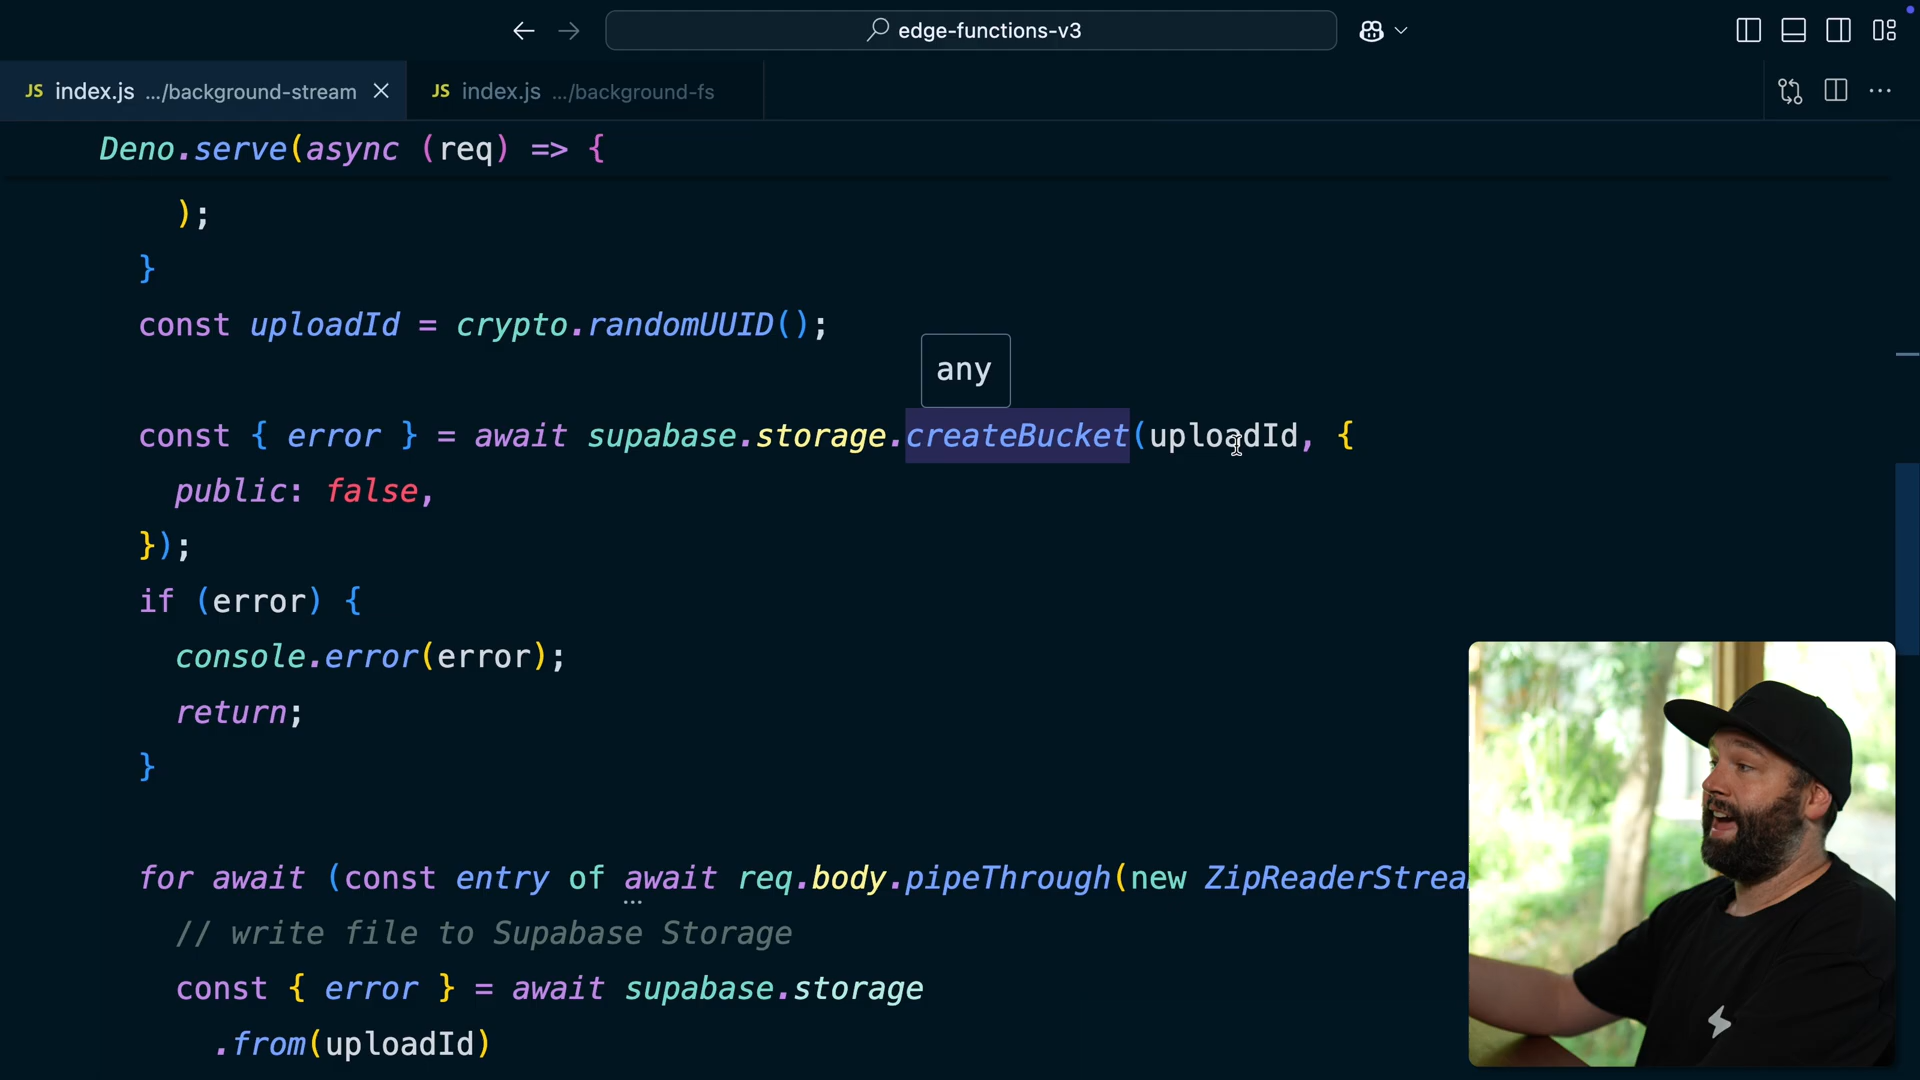 edge-functions-v3
JS index.js .../background-stream
JS index.js .../background-fs
Deno.serve(async (req) => {
);
}
const uploadId = crypto.randomUUID();
any
const { error } = await supabase.storage.createBucket(uploadId, {
public: false,
});
if (error) {
console.error(error);
return;
}
for await (const entry of await req.body.pipeThrough(new ZipReaderStrea
// write file to Supabase Storage
const { error } = await supabase.storage
.from(uploadId)